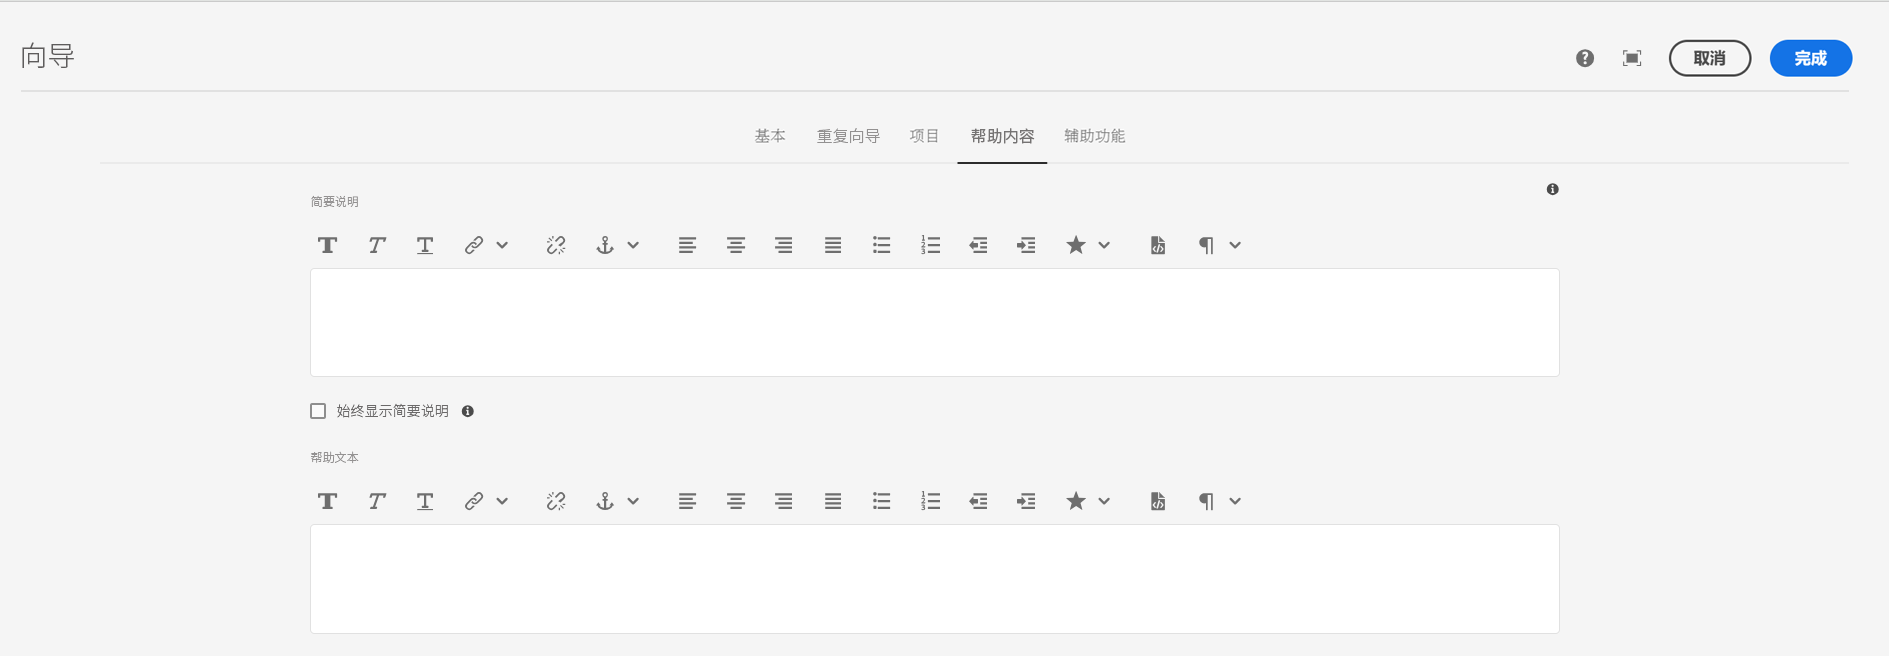 向导
取消 完成
基本 重复向导 项目 帮助内容 辅助功能
简要说明
始终显示简要说明
帮助文本